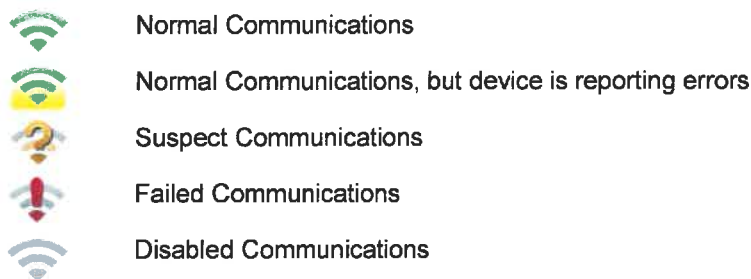 Normal Communications
Normal Communications, but device is reporting errors
Suspect Communications
Failed Communications
Disabled Communications